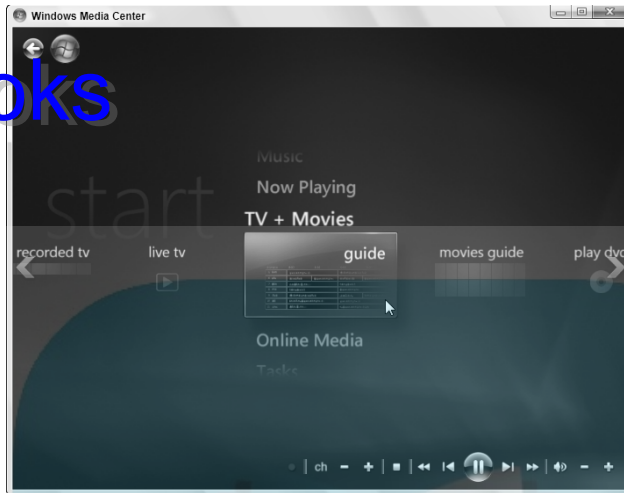 Windows Media Center
oks
start
Music
Now Playing
TV + Movies
recorded tv live tv guide movies guide play dvd
Online Media
Tasks
ch